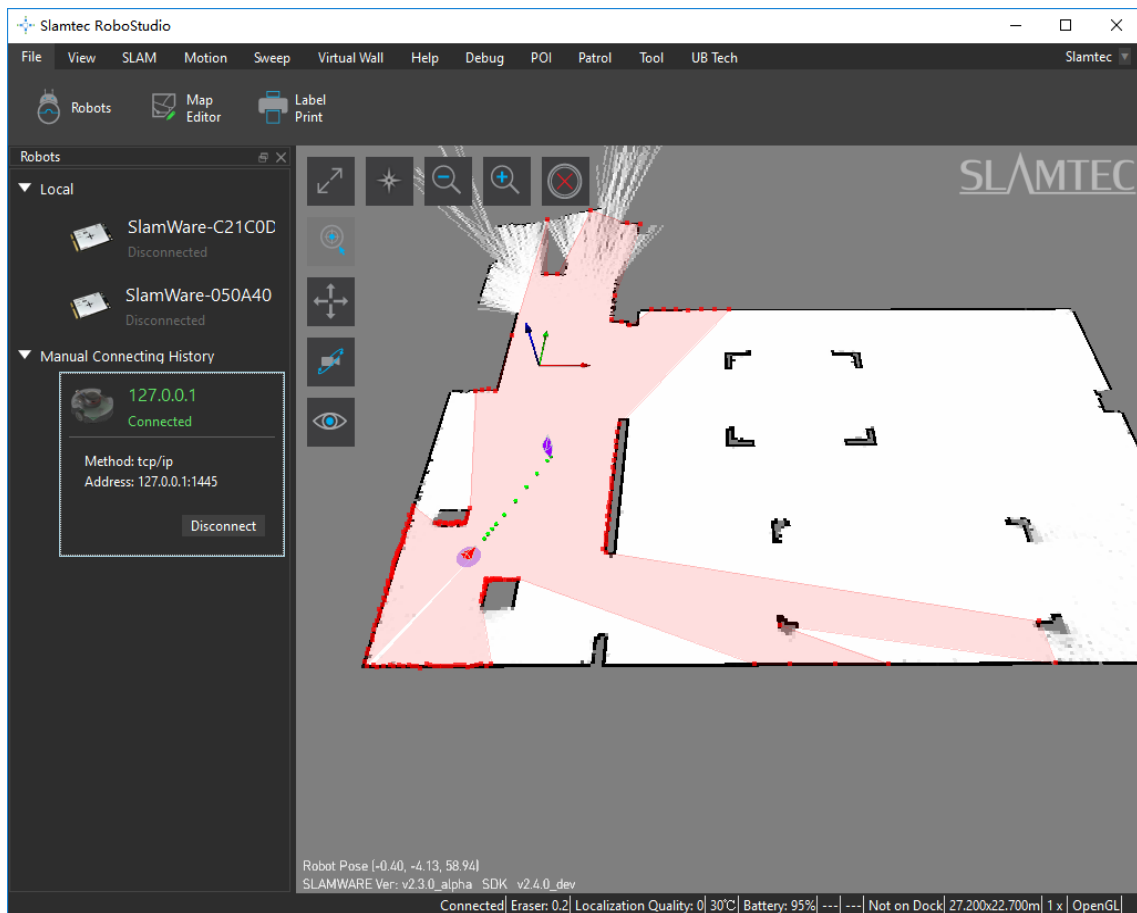 Slamtec RoboStudio
File View SLAM Motion Sweep Virtual Wall Help Debug POI Patrol Tool UB Tech Slamtec
Robots
Map
Editor
Label
Print
Robots
Local
SlamWare-C21C0D
Disconnected
SlamWare-050A40
Disconnected
Manual Connecting History
127.0.0.1
Connected
Method: tcp/ip
Address: 127.0.0.1:1445
Disconnect
SLAMTEC
Robot Pose (-0.40, -4.13, 58.94)
SLAMWARE Ver: v2.3.0_alpha SDK v2.4.0_dev
Connected| Eraser: 0.2| Localization Quality: 0| 30℃| Battery: 95%| ---| ---| Not on Dock| 27.200x22.700m| 1 x| OpenGL|